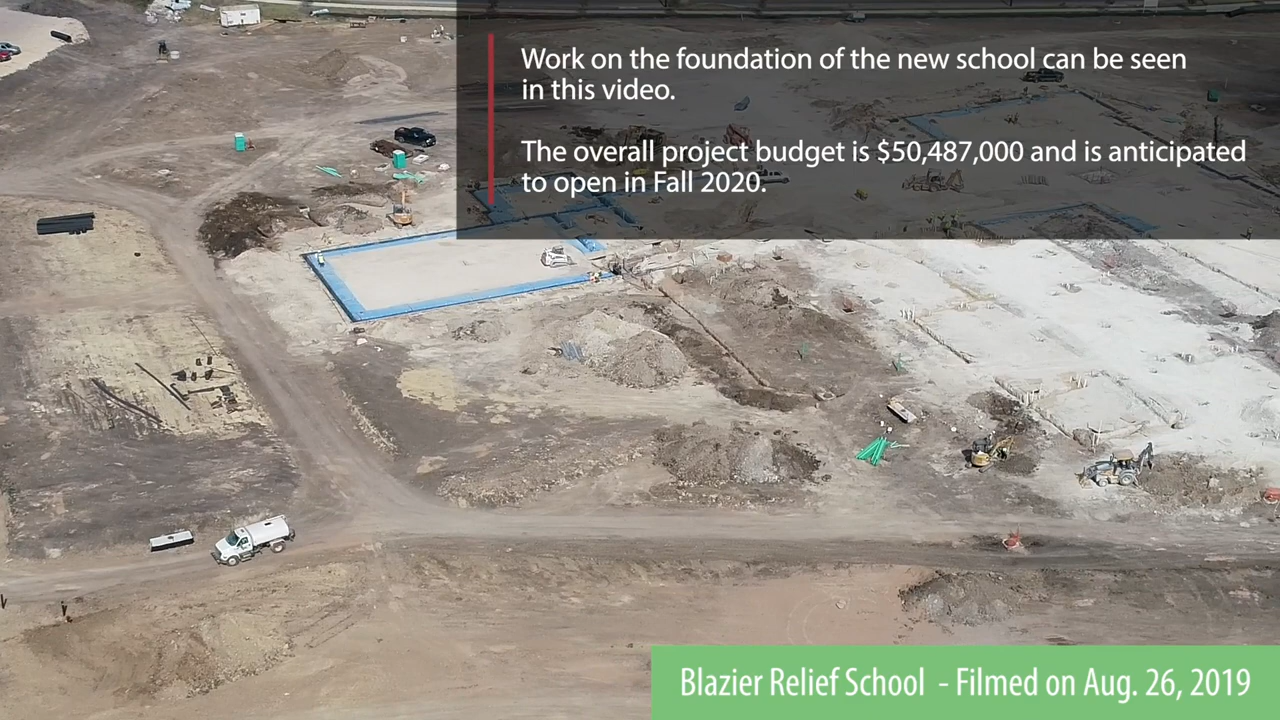 Work on the foundation of the new school can be seen
in this video.
The overall project budget is $50,487,000 and is anticipated
to open in Fall 2020.
Blazier Relief School - Filmed on Aug. 26, 2019